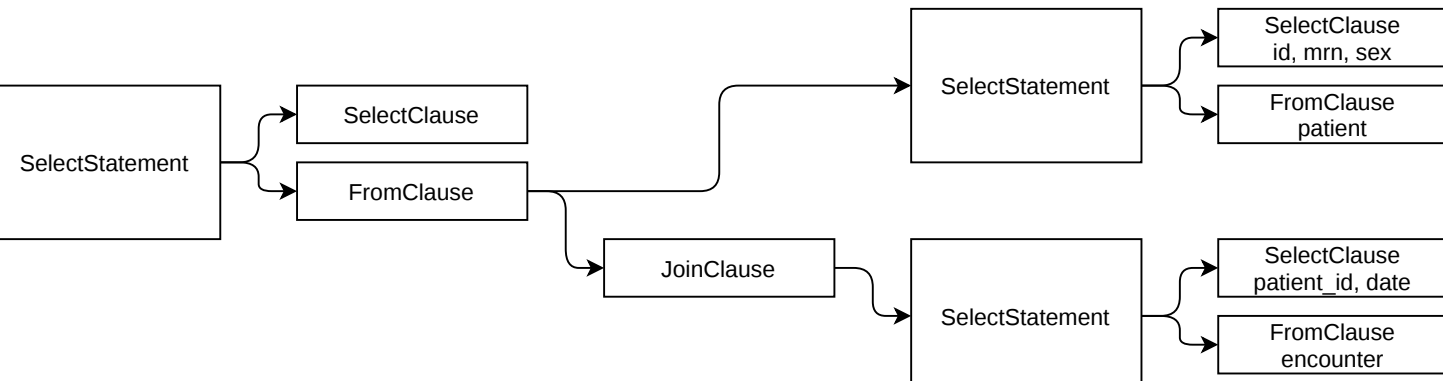 SelectStatement
SelectClause
FromClause
JoinClause
SelectStatement
SelectClause
id, mrn, sex
FromClause
patient
SelectStatement
SelectClause
patient_id, date
FromClause
encounter